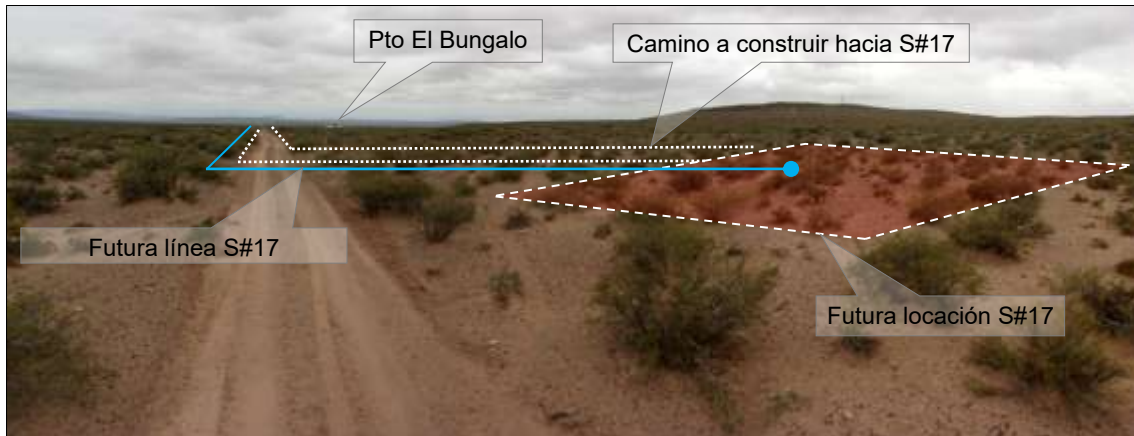 Pto El Bungalo
Camino a construir hacia S#17
Futura línea S#17
Futura locación S#17